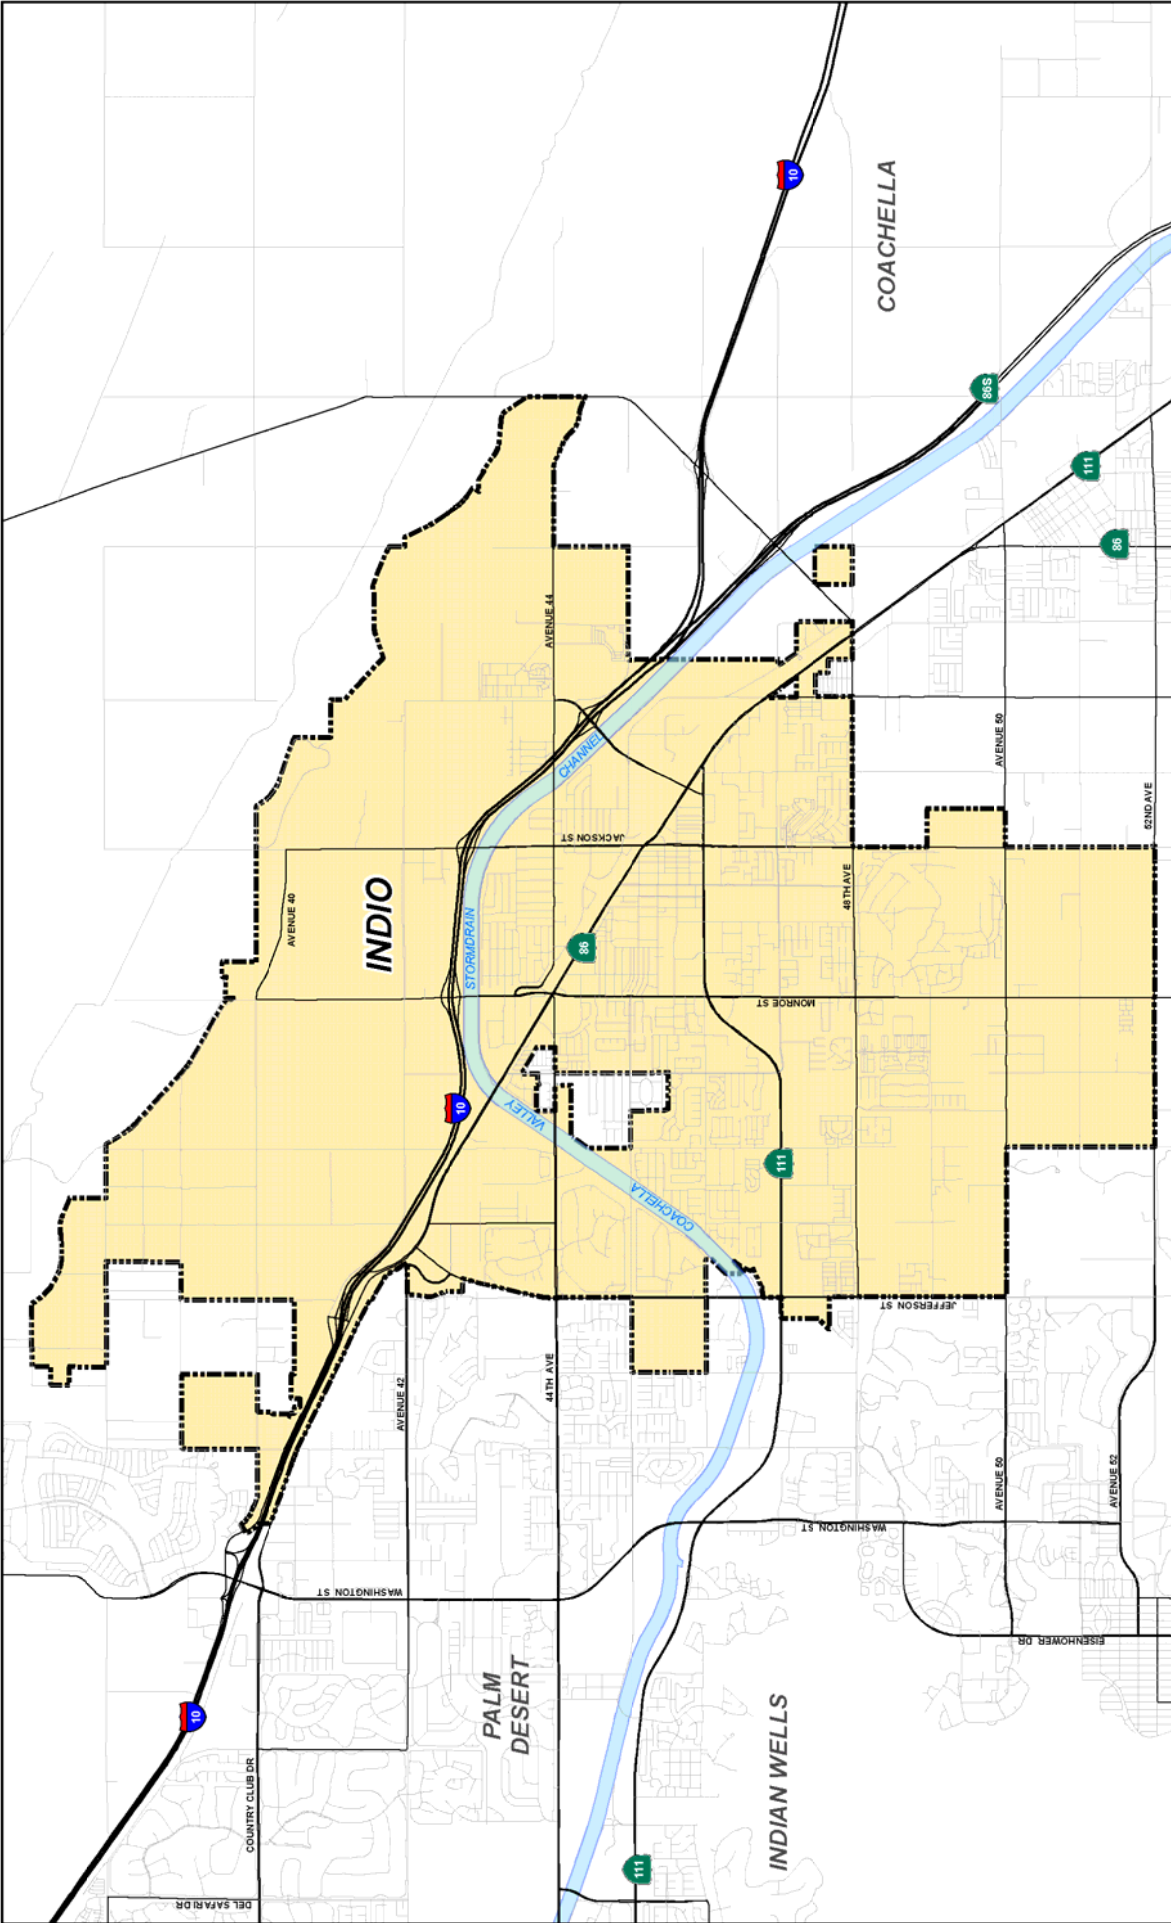 10
COACHELLA
86S
111
86
AVENUE 44
CHANNEL
AVENUE 50
52ND AVE
JACKSON ST
48TH AVE
AVENUE 40
INDIO
STORMDRAIN
86
MONROE ST
10
VALLEY
111
COACHELLA
JEFFERSON ST
44TH AVE
AVENUE 42
AVENUE 50
AVENUE 52
WASHINGTON ST
WASHINGTON ST
EISENHOWER DR
10
PALM
DESERT
INDIAN WELLS
COUNTRY CLUB DR
111
DEL SAFARI DR